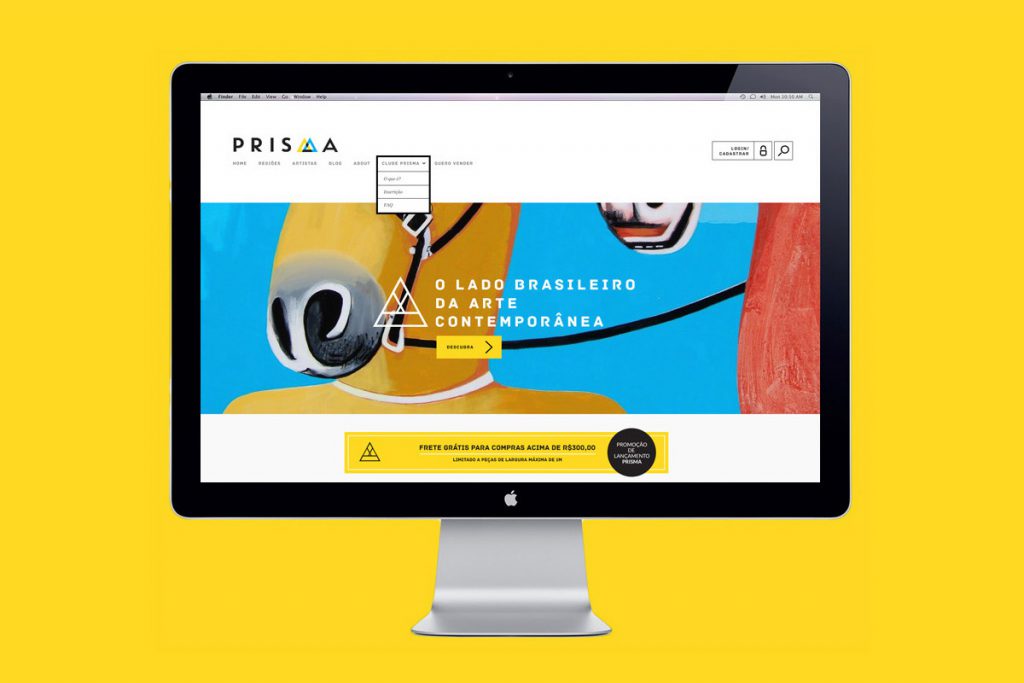 Finder File Edit View Go Window Help
Mon 10:10 AM
PRISMA
HOME REGIÕES ARTISTAS BLOG ABOUT CLUBE PRISMA QUERO VENDER
LOGIN/
CADASTRAR
O que é?
Inscrição
FAQ
O LADO BRASILEIRO
DA ARTE
CONTEMPORÂNEA
DESCUBRA
FRETE GRÁTIS PARA COMPRAS ACIMA DE R$300,00
LIMITADO A PEÇAS DE LARGURA MÁXIMA DE 1M
PROMOÇÃO
DE
LANÇAMENTO
PRISMA